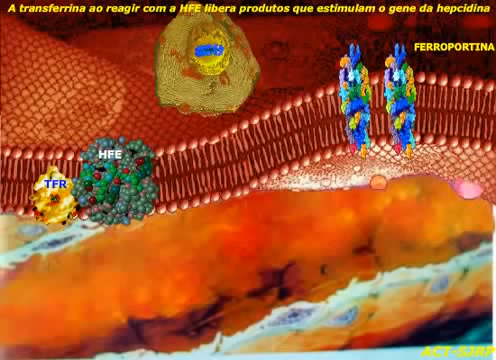 A transferrina ao reagir com a HFE libera produtos que estimulam o gene da hepcidina
FERROPORTINA
HFE
TFR
ACT-SJRP